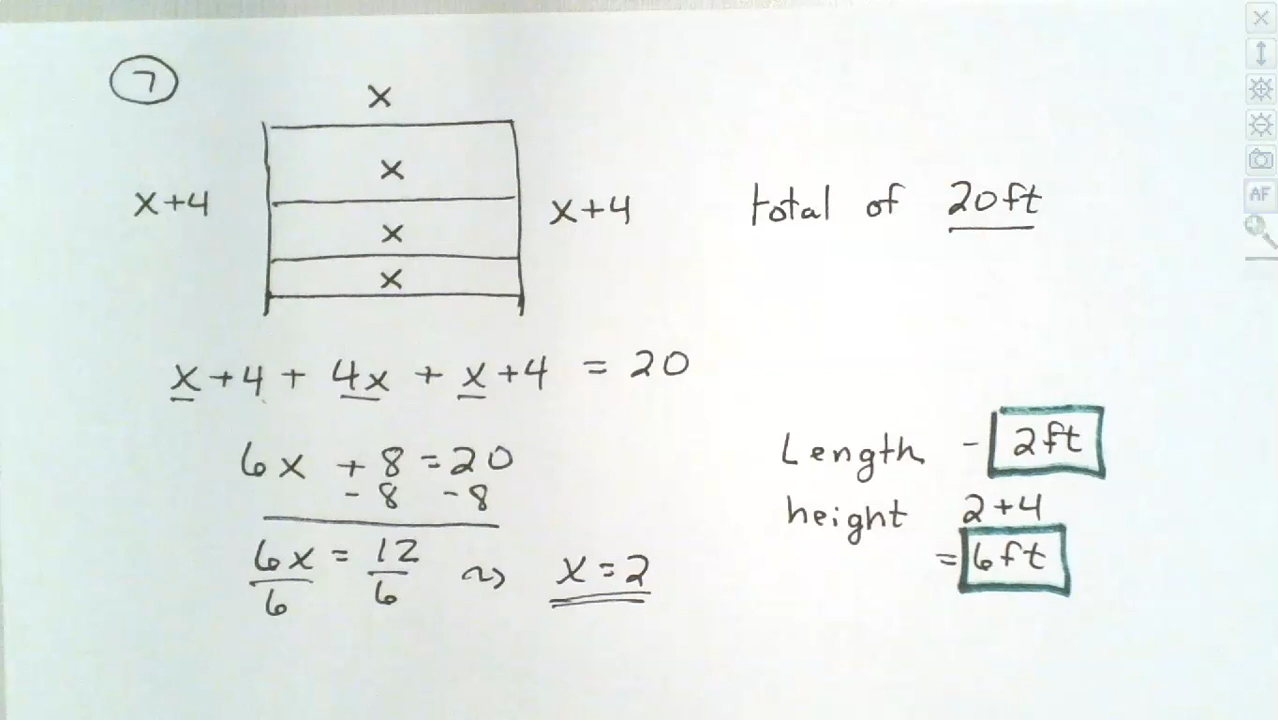 7
x
x
x+4
x+4
total of 20ft
x
x
x + 4 + 4x + x + 4 = 20
6x + 8 = 20
- 8 - 8
6x/6 = 12/6 ~> x = 2
Length - 2ft
height 2+4
= 6ft
AF